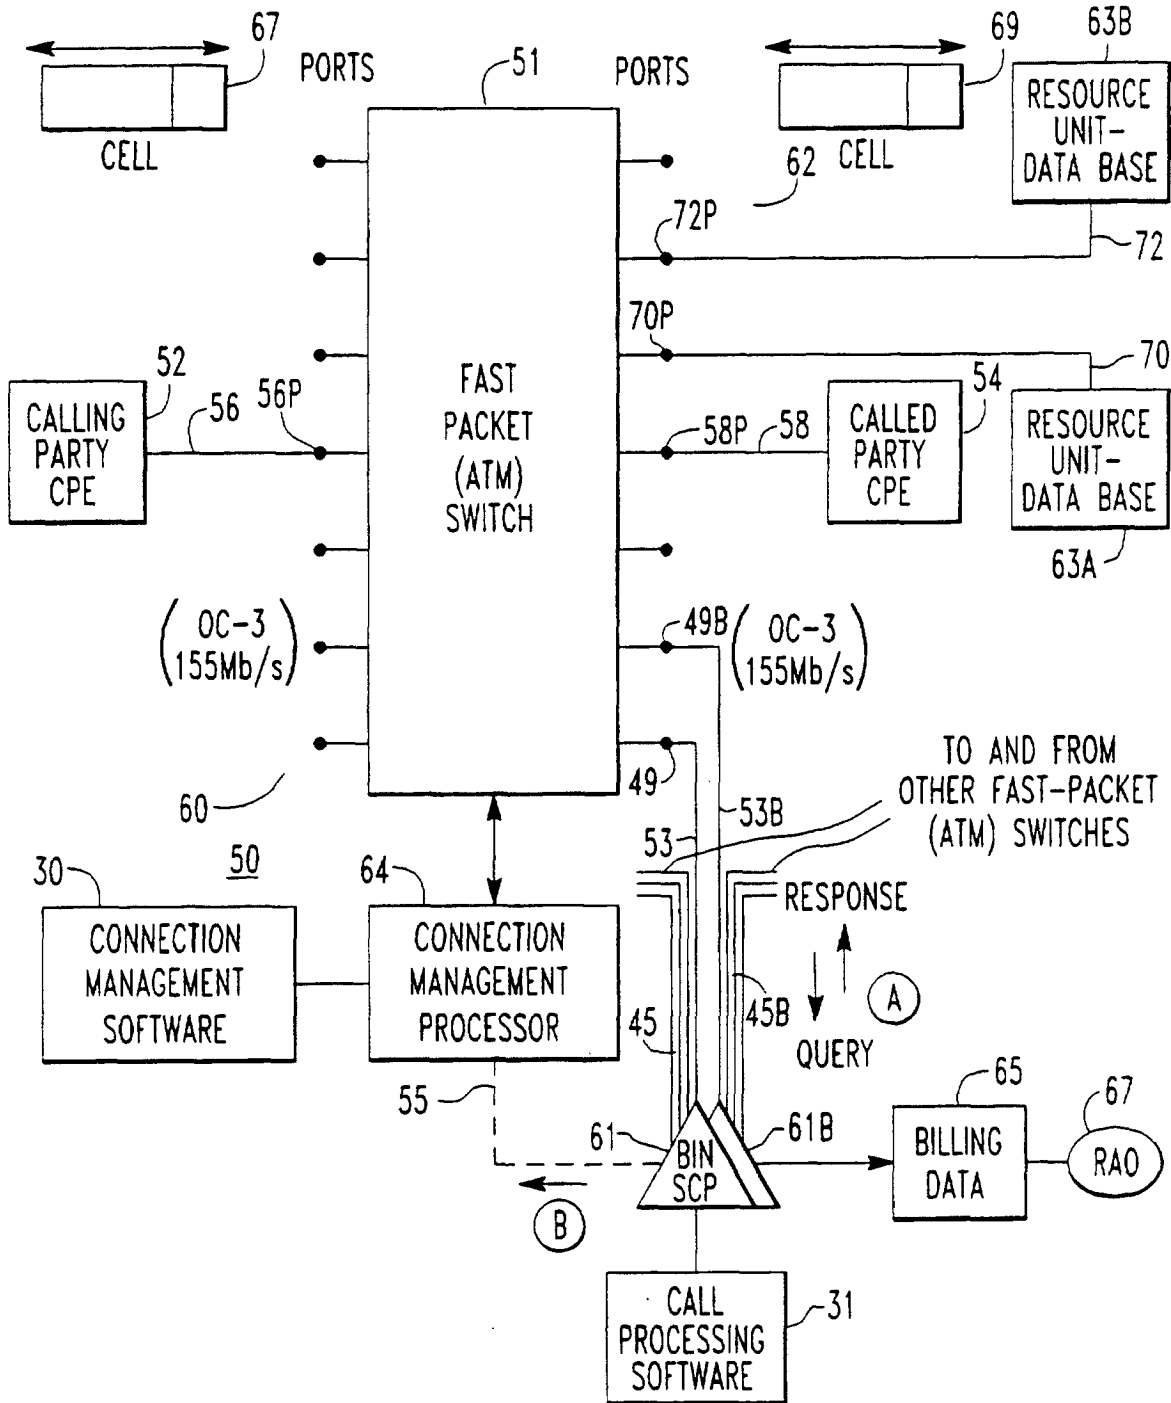 67
PORTS
51
PORTS
69
63B
CELL
CELL
RESOURCE
UNIT-
DATA BASE
62
72P
72
70P
70
52
CALLING
PARTY
CPE
56
56P
FAST
PACKET
(ATM)
SWITCH
58P
58
CALLED
PARTY
CPE
54
RESOURCE
UNIT-
DATA BASE
63A
(OC-3
155Mb/s)
49B
(OC-3
155Mb/s)
60
49
TO AND FROM
OTHER FAST-PACKET
(ATM) SWITCHES
53
53B
30
50
64
CONNECTION
MANAGEMENT
SOFTWARE
CONNECTION
MANAGEMENT
PROCESSOR
RESPONSE
A
QUERY
45
45B
55
61
BIN
SCP
61B
65
BILLING
DATA
67
RAO
B
CALL
PROCESSING
SOFTWARE
31